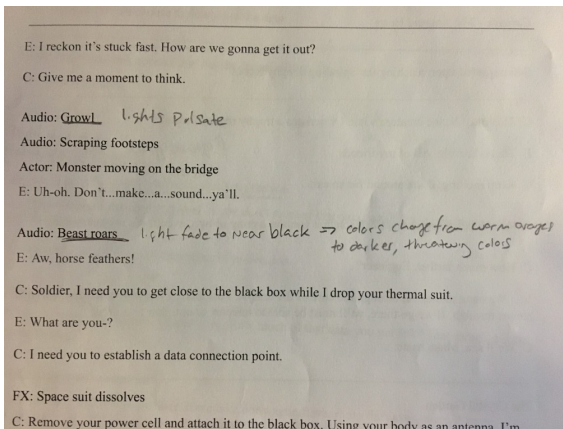 E: I reckon it's stuck fast. How are we gonna get it out?
C: Give me a moment to think.
Audio: Growl lights pulsate
Audio: Scraping footsteps
Actor: Monster moving on the bridge
E: Uh-oh. Don't...make...a...sound...ya'll.
Audio: Beast roars light fade to near black => colors change from warm oranges
to darker, threatening colors
E: Aw, horse feathers!
C: Soldier, I need you to get close to the black box while I drop your thermal suit.
E: What are you-?
C: I need you to establish a data connection point.
FX: Space suit dissolves
C: Remove your power cell and attach it to the black box. Using your body as an antenna, I'm